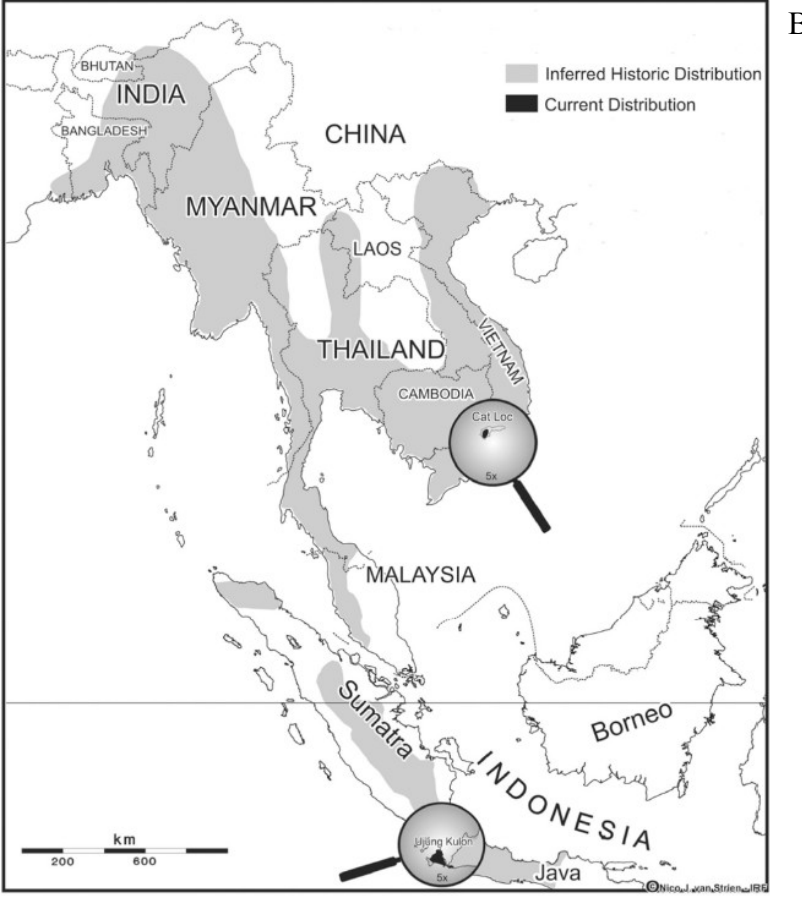 B
BHUTAN
INDIA
BANGLADESH
Inferred Historic Distribution
Current Distribution
CHINA
MYANMAR
LAOS
THAILAND
VIETNAM
CAMBODIA
Cat Loc
5x
MALAYSIA
Sumatra
Borneo
INDONESIA
km
200 600
Ujung Kulon
5x
Java
©Nico J. van Strien - IRF